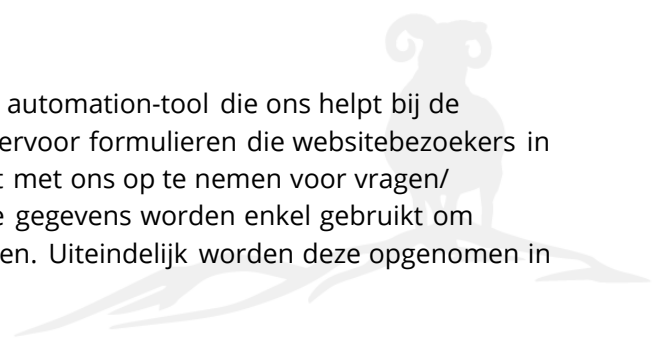 automation-tool die ons helpt bij de
ervoor formulieren die websitebezoekers in
t met ons op te nemen voor vragen/
e gegevens worden enkel gebruikt om
en. Uiteindelijk worden deze opgenomen in